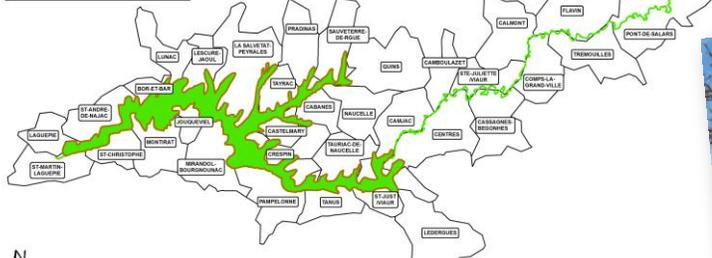 FLAVIN
CALMONT
PONT-DE-SALARS
PRADINAS
SAUVETERRE-
DE-RGUE
LA SALVETAT-
PEYRALES
LESCURE-
JAOUL
LUNAC
TREMOUILLES
QUINS
CAMBOULAZET
STE-JULIETTE
/VIAUR
COMPS-LA-
GRAND-VILLE
BOR-ET-BAR
TAYRAC
ST-ANDRE-
DE-NAJAC
CABANES
NAUCELLE
CAMJAC
CASSAGNES-
BEGONHES
JOUQUEVIEL
LAGUEPIE
CASTELMARY
CENTRES
MONTIRAT
TAURIAC-DE-
NAUCELLE
ST-CHRISTOPHE
CRESPIN
ST-MARTIN-
LAGUEPIE
MIRANDOL-
BOURGNOUNAC
PAMPELONNE
TANUS
ST-JUST
/VIAUR
LEDERGUES
N